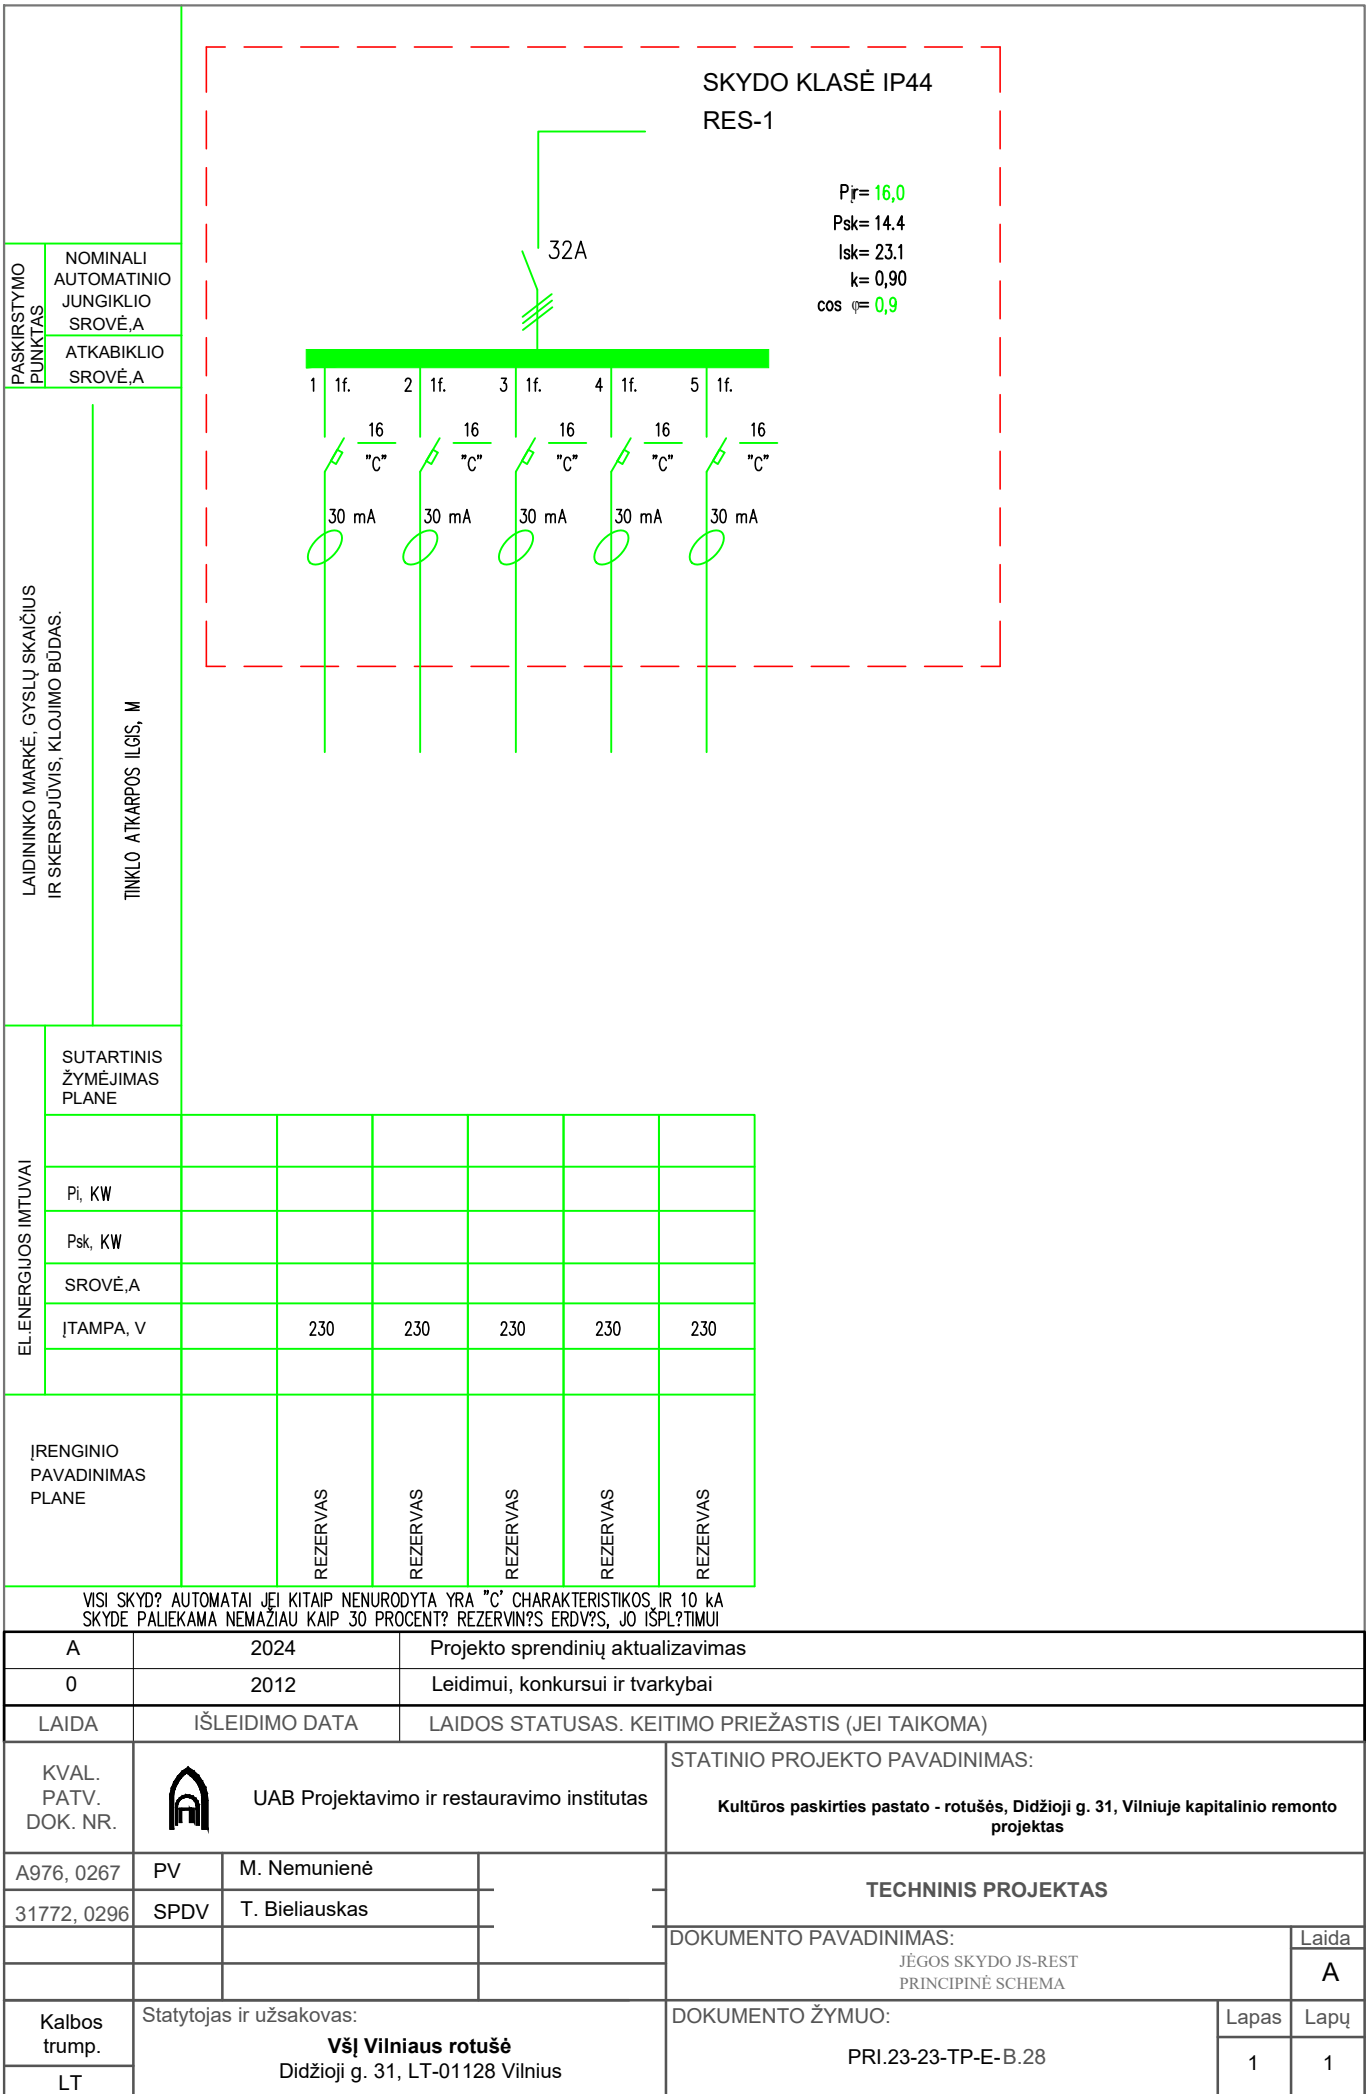 SKYDO KLASĖ IP44
RES-1
Pįr= 16,0
Psk= 14.4
Isk= 23.1
k= 0,90
cos φ= 0,9
32A
PASKIRSTYMO
PUNKTAS
NOMINALI
AUTOMATINIO
JUNGIKLIO
SROVĖ,A
ATKABIKLIO
SROVĖ,A
1 1f. 2 1f. 3 1f. 4 1f. 5 1f.
16 16 16 16 16
"C" "C" "C" "C" "C"
30 mA 30 mA 30 mA 30 mA 30 mA
LAIDININKO MARKĖ, GYSLŲ SKAIČIUS
IR SKERSPJŪVIS, KLOJIMO BŪDAS.
TINKLO ATKARPOS ILGIS, M
EL.ENERGIJOS IMTUVAI
SUTARTINIS
ŽYMĖJIMAS
PLANE
Pi, KW
Psk, KW
SROVĖ,A
ĮTAMPA, V 230 230 230 230 230
ĮRENGINIO
PAVADINIMAS
PLANE
REZERVAS REZERVAS REZERVAS REZERVAS REZERVAS
VISI SKYD? AUTOMATAI JEI KITAIP NENURODYTA YRA "C' CHARAKTERISTIKOS IR 10 kA
SKYDE PALIEKAMA NEMAŽIAU KAIP 30 PROCENT? REZERVIN?S ERDV?S, JO IŠPL?TIMUI
A 2024 Projekto sprendinių aktualizavimas
0 2012 Leidimui, konkursui ir tvarkybai
LAIDA IŠLEIDIMO DATA LAIDOS STATUSAS. KEITIMO PRIEŽASTIS (JEI TAIKOMA)
KVAL.
PATV.
DOK. NR.
UAB Projektavimo ir restauravimo institutas
STATINIO PROJEKTO PAVADINIMAS:
Kultūros paskirties pastato - rotušės, Didžioji g. 31, Vilniuje kapitalinio remonto
projektas
A976, 0267 PV M. Nemunienė
31772, 0296 SPDV T. Bieliauskas
TECHNINIS PROJEKTAS
DOKUMENTO PAVADINIMAS:
JĖGOS SKYDO JS-REST
PRINCIPINĖ SCHEMA
Laida
A
Kalbos
trump.
LT
Statytojas ir užsakovas:
VšĮ Vilniaus rotušė
Didžioji g. 31, LT-01128 Vilnius
DOKUMENTO ŽYMUO:
PRI.23-23-TP-E-B.28
Lapas Lapų
1 1